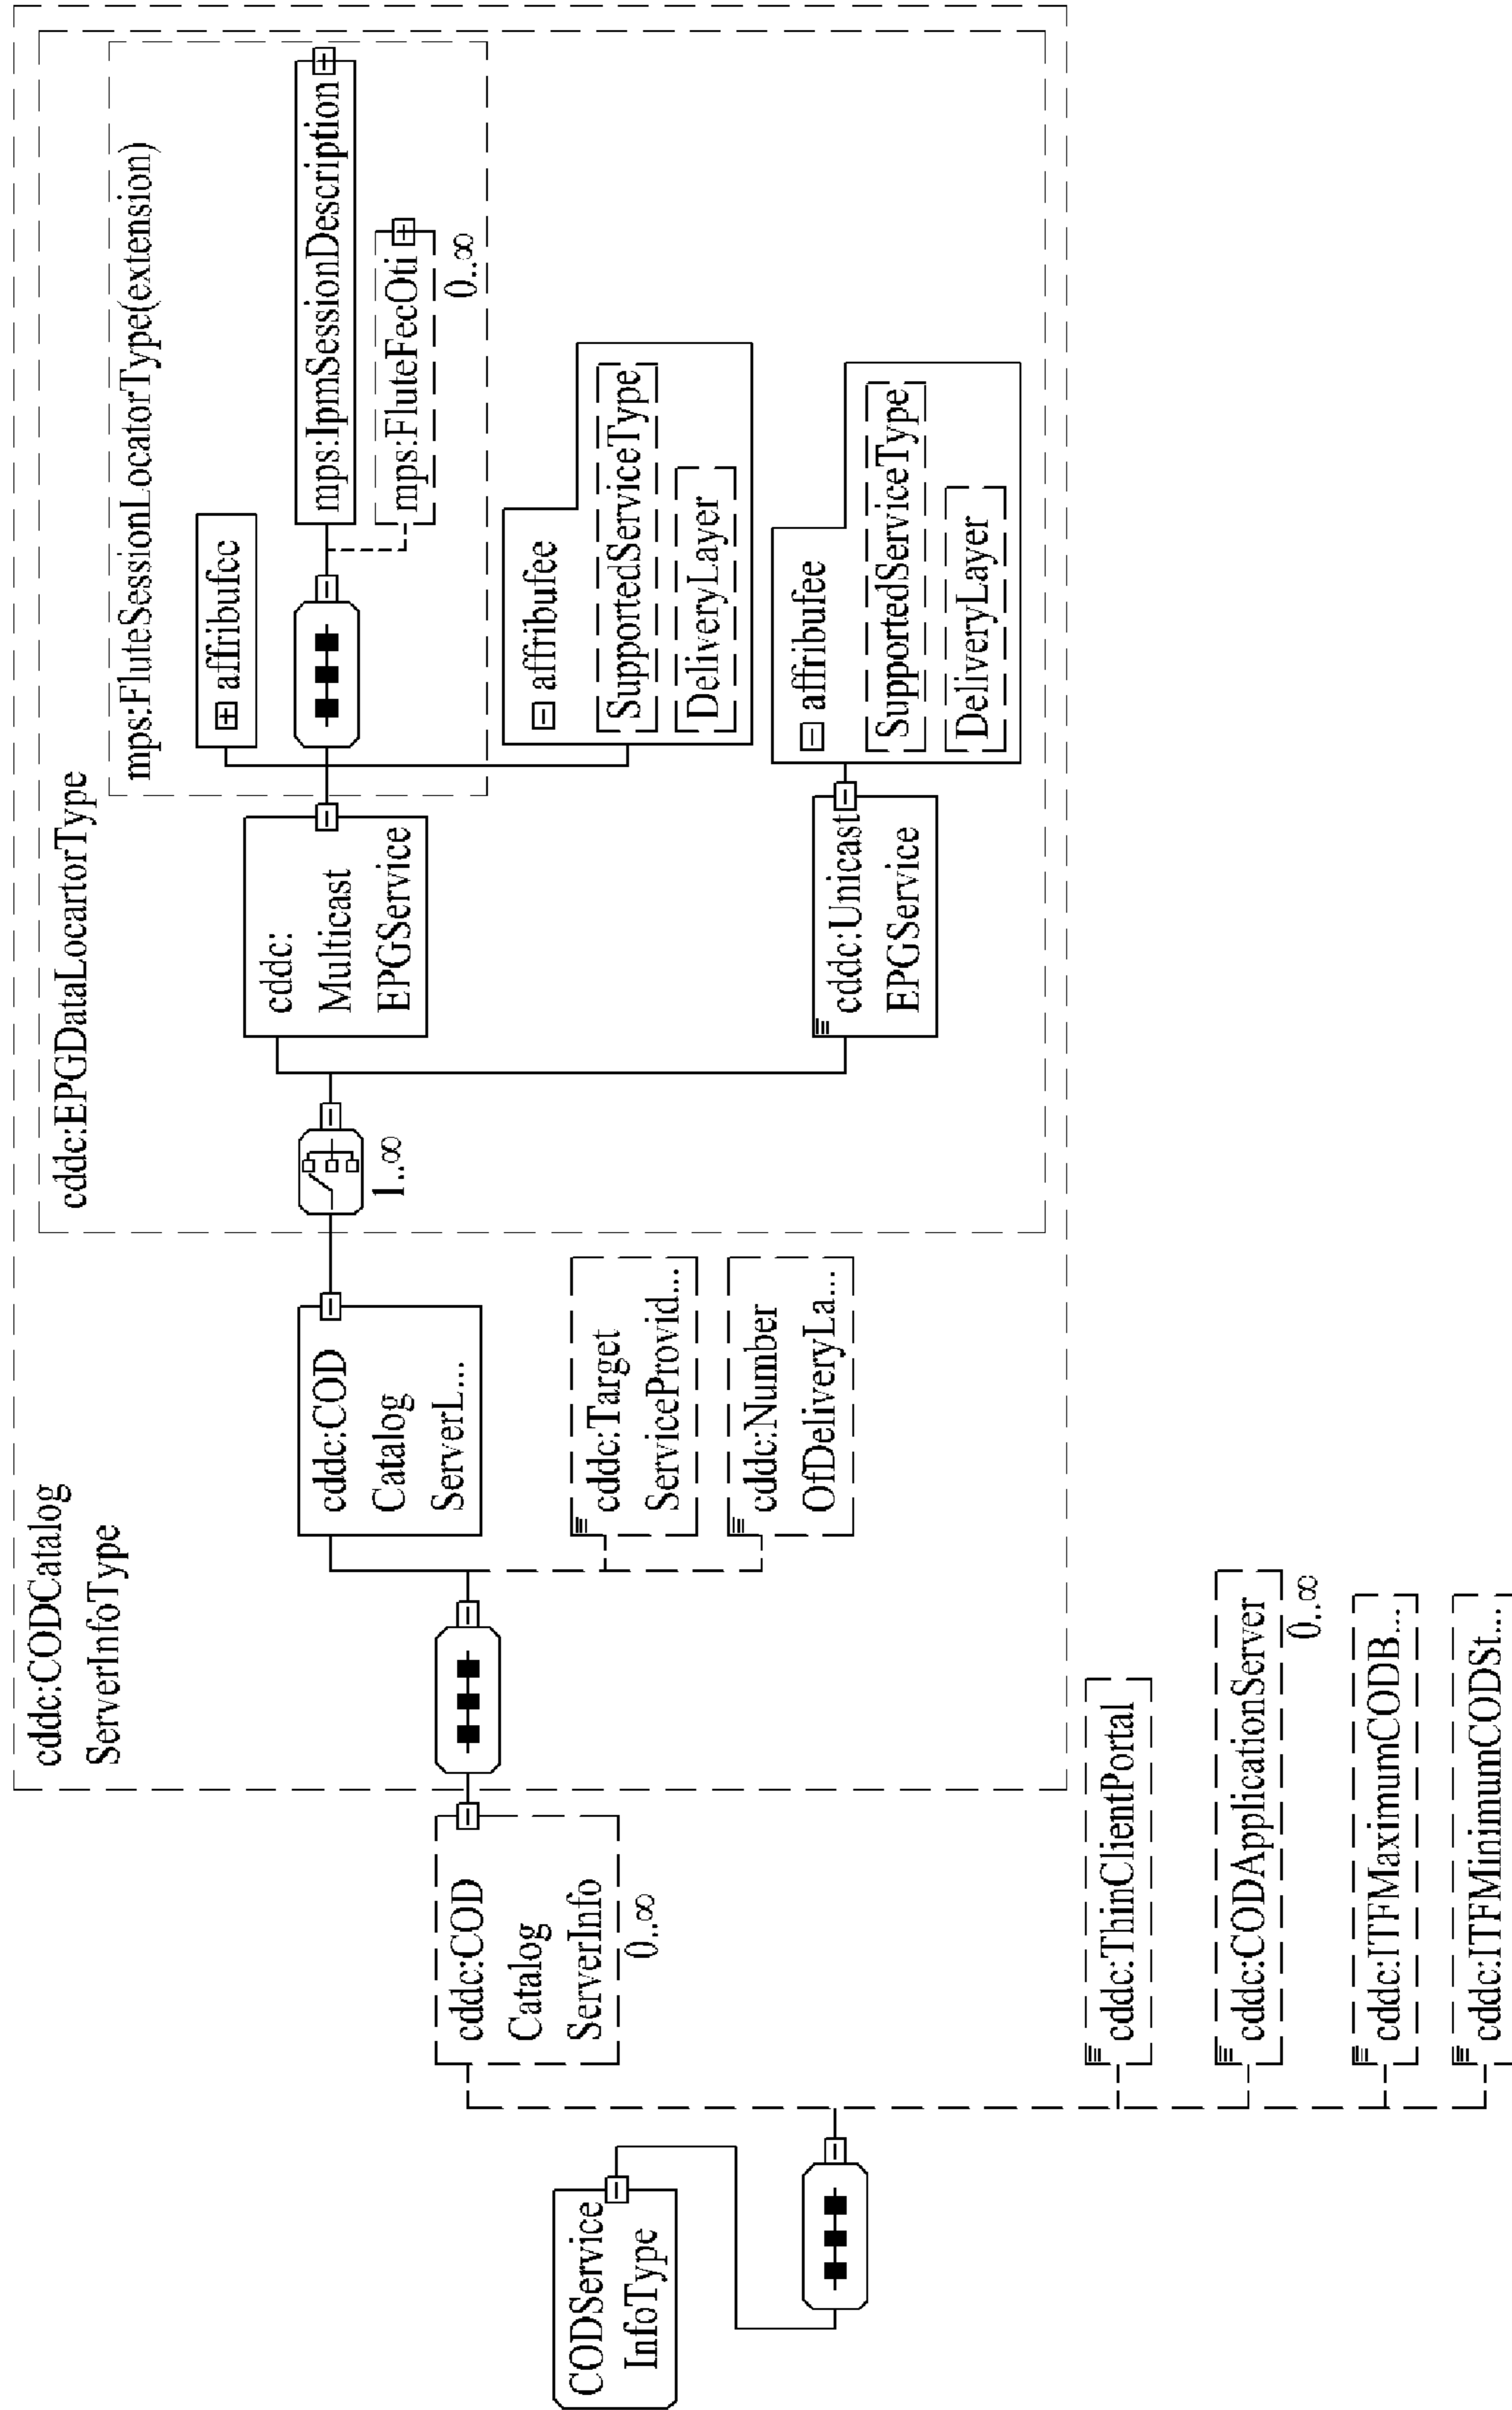 CODService
InfoType
cddc:COD
Catalog
ServerInfo
0..∞
cddc:ThinClientPortal
cddc:CODApplicationServer
0..∞
cddc:ITFMaximumCODB...
cddc:ITFMinimumCODSt...
cddc:CODCatalog
ServerInfoType
cddc:COD
Catalog
ServerL...
cddc:Target
ServiceProvid...
cddc:Number
OfDeliveryLa...
cddc:EPGDataLocartorType
1..∞
cddc:
Multicast
EPGService
cddc:Unicast
EPGService
mps:FluteSessionLocatorType(extension)
affribufcc
mps:IpmSessionDescription
mps:FluteFecOti
0..∞
affribufee
SupportedServiceType
DeliveryLayer
affribufee
SupportedServiceType
DeliveryLayer